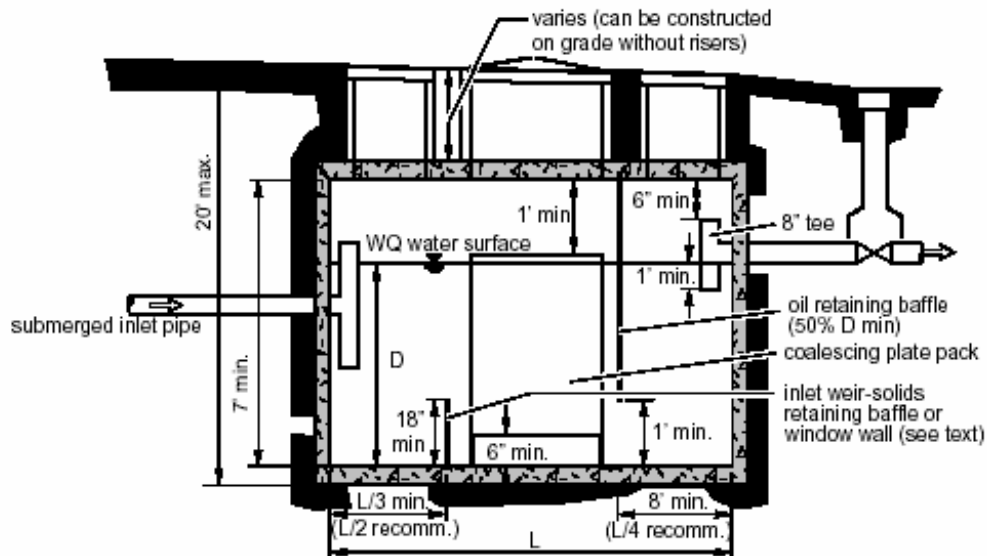 varies (can be constructed
on grade without risers)
20' max.
7' min.
1' min.
6" min.
8" tee
WQ water surface
1' min.
submerged inlet pipe
oil retaining baffle
(50% D min)
coalescing plate pack
D
inlet weir-solids
retaining baffle or
window wall (see text)
18"
min
6" min.
1' min.
L/3 min.
(L/2 recomm.)
8' min.
(L/4 recomm.)
L